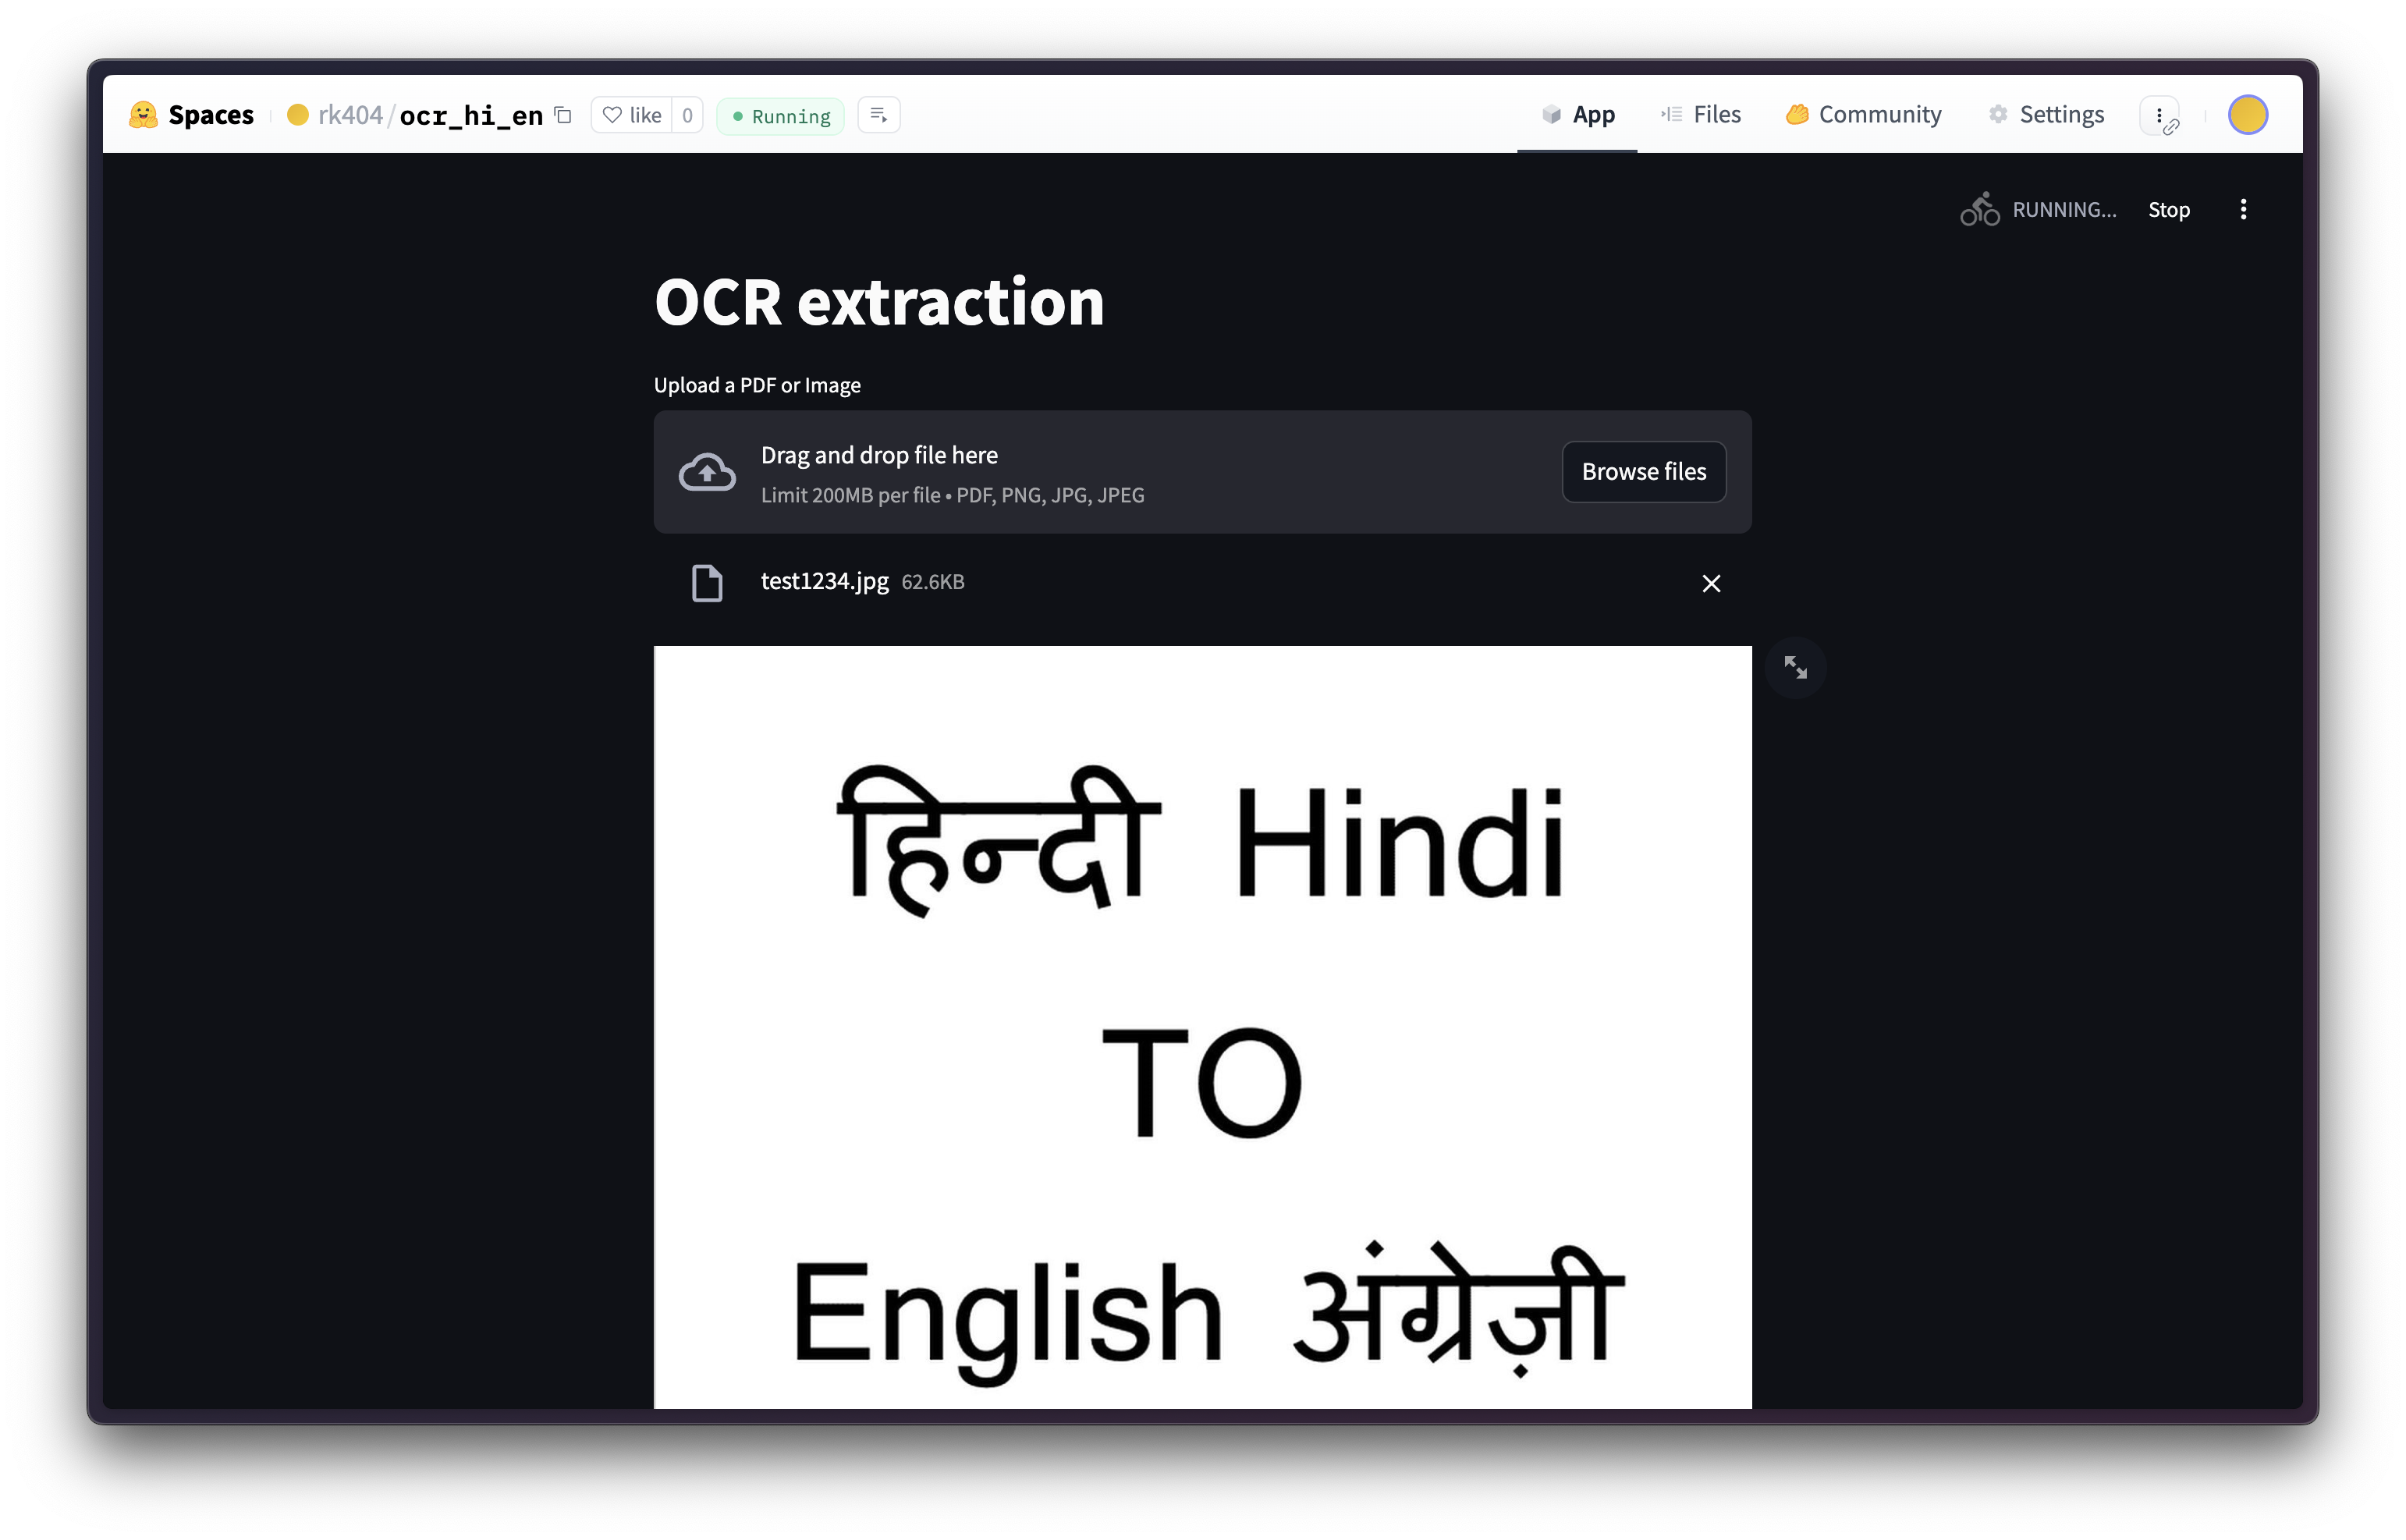 Spaces rk404/ocr_hi_en like 0 Running App Files Community Settings
RUNNING... Stop
OCR extraction
Upload a PDF or Image
Drag and drop file here
Limit 200MB per file • PDF, PNG, JPG, JPEG
Browse files
test1234.jpg 62.6KB
हिन्दी Hindi
TO
English अंग्रेज़ी